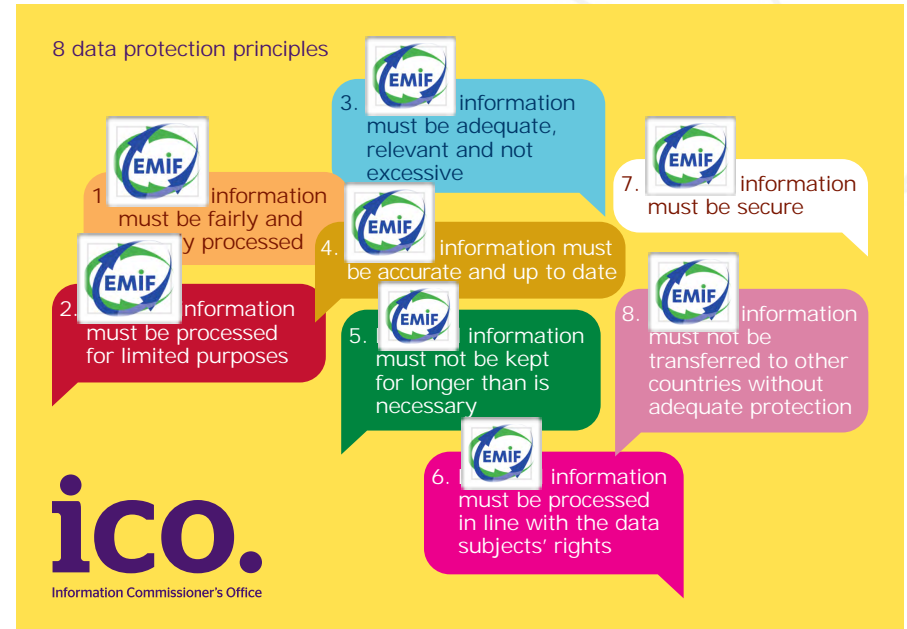 8 data protection principles
EMiF
1 information
must be fairly and
processed
EMiF
2. information
must be processed
for limited purposes
EMiF
3. information
must be adequate,
relevant and not
excessive
EMiF
4. information must
be accurate and up to date
EMiF
5. information
must not be kept
for longer than is
necessary
EMiF
6. information
must be processed
in line with the data
subjects’ rights
EMiF
7. information
must be secure
EMiF
8. information
must not be
transferred to other
countries without
adequate protection
ico.
Information Commissioner's Office